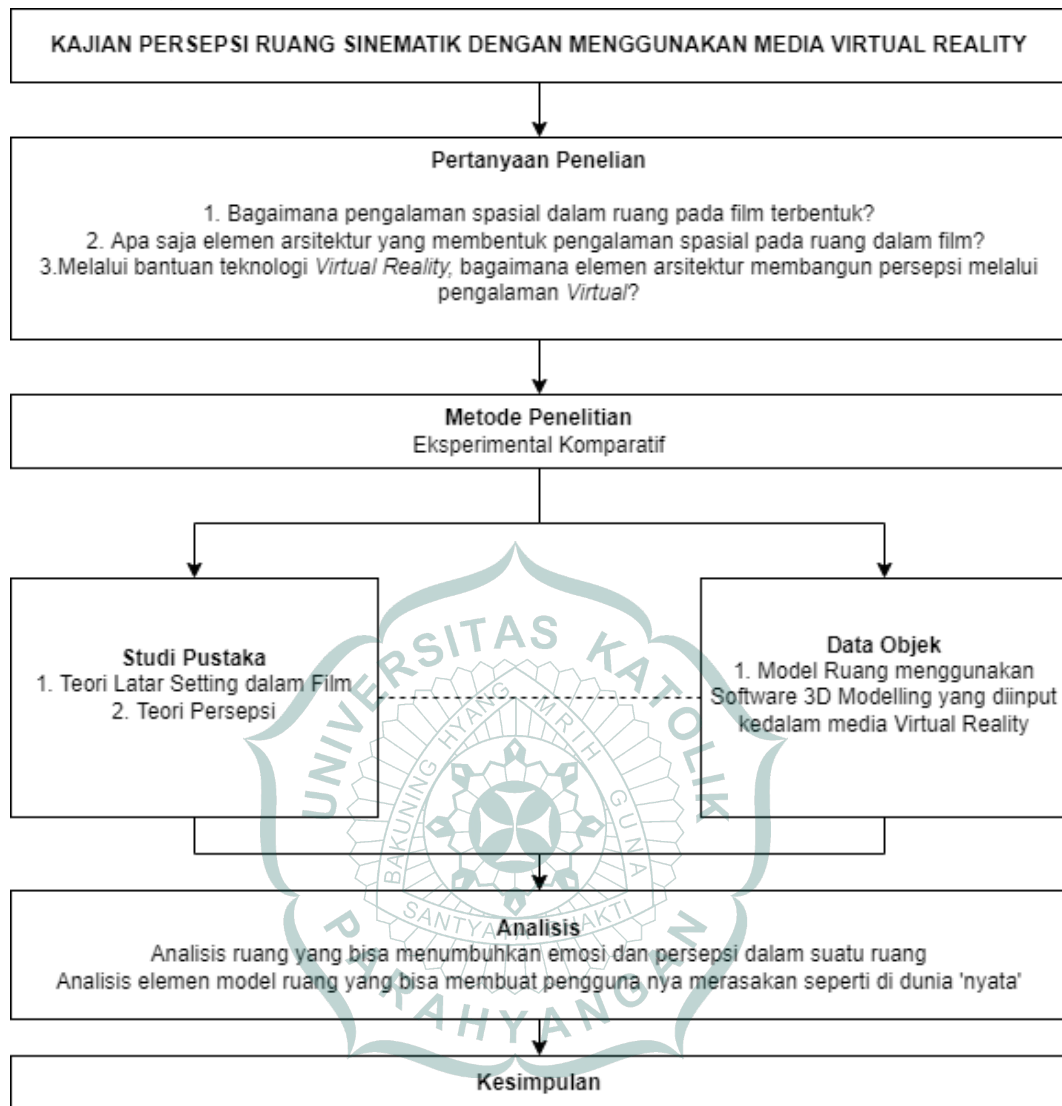 KAJIAN PERSEPSI RUANG SINEMATIK DENGAN MENGGUNAKAN MEDIA VIRTUAL REALITY
Pertanyaan Penelian
1. Bagaimana pengalaman spasial dalam ruang pada film terbentuk?
2. Apa saja elemen arsitektur yang membentuk pengalaman spasial pada ruang dalam film?
3.Melalui bantuan teknologi Virtual Reality, bagaimana elemen arsitektur membangun persepsi melalui
pengalaman Virtual?
Metode Penelitian
Eksperimental Komparatif
Studi Pustaka
1. Teori Latar Setting dalam Film
2. Teori Persepsi
Data Objek
1. Model Ruang menggunakan
Software 3D Modelling yang diinput
kedalam media Virtual Reality
UNIVERSITAS KATOLIK
PARAHYANGAN
BAKUNING HYANG MRIH GUNA
SANTYAYA BHAKTI
Analisis
Analisis ruang yang bisa menumbuhkan emosi dan persepsi dalam suatu ruang
Analisis elemen model ruang yang bisa membuat pengguna nya merasakan seperti di dunia 'nyata'
Kesimpulan